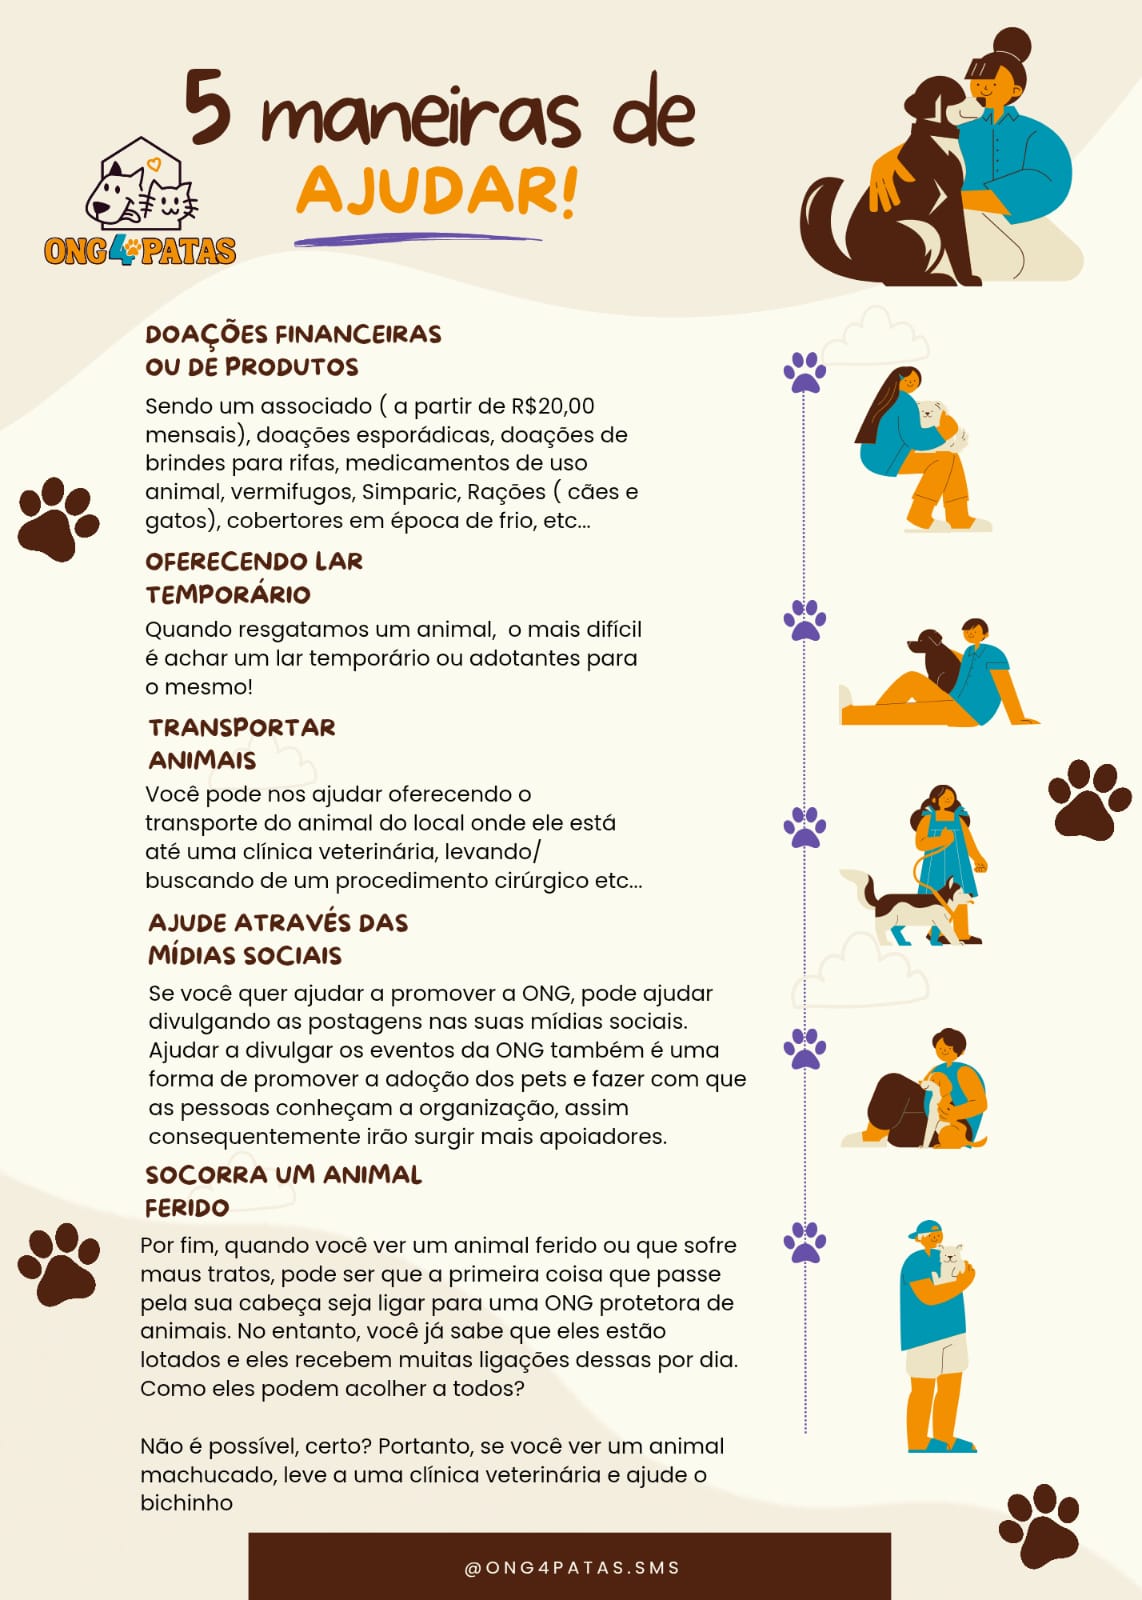 5 maneiras de
AJUDAR!
ONG4PATAS
DOAÇÕES FINANCEIRAS
OU DE PRODUTOS
Sendo um associado ( a partir de R$20,00
mensais), doações esporádicas, doações de
brindes para rifas, medicamentos de uso
animal, vermifugos, Simparic, Rações ( cães e
gatos), cobertores em época de frio, etc...
OFERECENDO LAR
TEMPORÁRIO
Quando resgatamos um animal,  o mais difícil
é achar um lar temporário ou adotantes para
o mesmo!
TRANSPORTAR
ANIMAIS
Você pode nos ajudar oferecendo o
transporte do animal do local onde ele está
até uma clínica veterinária, levando/
buscando de um procedimento cirúrgico etc...
AJUDE ATRAVÉS DAS
MÍDIAS SOCIAIS
Se você quer ajudar a promover a ONG, pode ajudar
divulgando as postagens nas suas mídias sociais.
Ajudar a divulgar os eventos da ONG também é uma
forma de promover a adoção dos pets e fazer com que
as pessoas conheçam a organização, assim
consequentemente irão surgir mais apoiadores.
SOCORRA UM ANIMAL
FERIDO
Por fim, quando você ver um animal ferido ou que sofre
maus tratos, pode ser que a primeira coisa que passe
pela sua cabeça seja ligar para uma ONG protetora de
animais. No entanto, você já sabe que eles estão
lotados e eles recebem muitas ligações dessas por dia.
Como eles podem acolher a todos?
Não é possível, certo? Portanto, se você ver um animal
machucado, leve a uma clínica veterinária e ajude o
bichinho
@ONG4PATAS.SMS